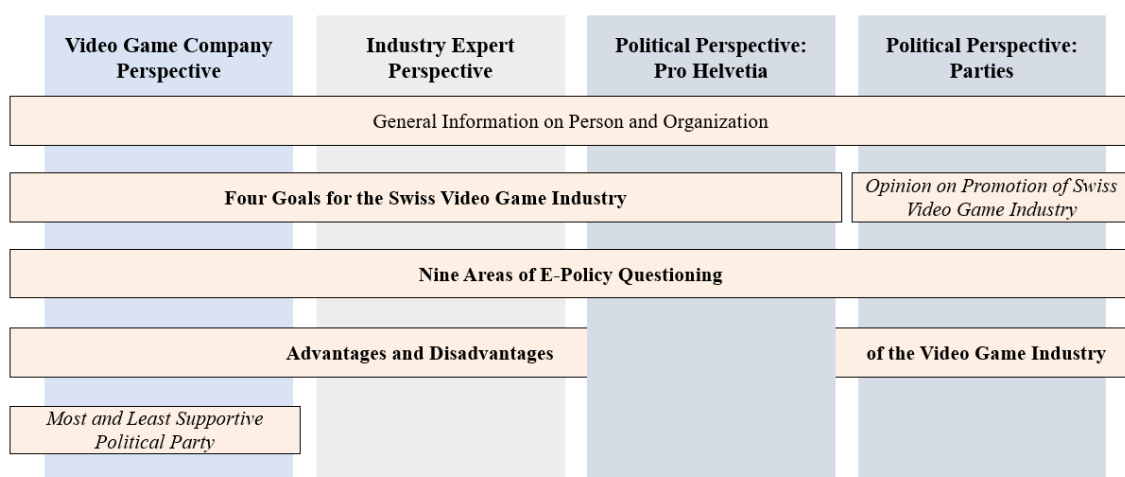 Video Game Company
Perspective
Industry Expert
Perspective
Political Perspective:
Pro Helvetia
Political Perspective:
Parties
General Information on Person and Organization
Four Goals for the Swiss Video Game Industry
Opinion on Promotion of Swiss
Video Game Industry
Nine Areas of E-Policy Questioning
Advantages and Disadvantages
of the Video Game Industry
Most and Least Supportive
Political Party